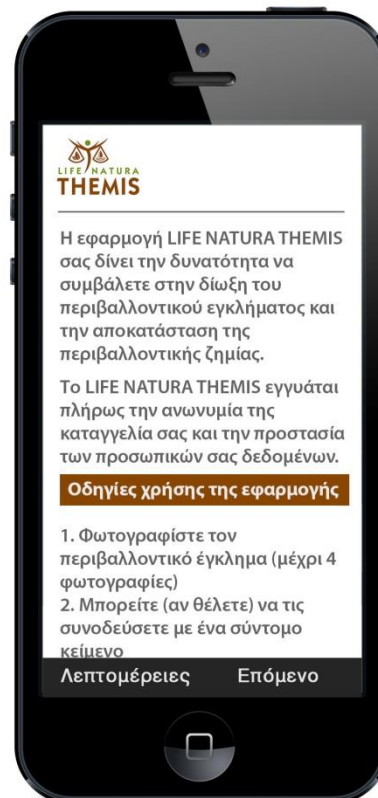 LIFE NATURA
THEMIS
Η εφαρμογή LIFE NATURA THEMIS
σας δίνει την δυνατότητα να
συμβάλετε στην δίωξη του
περιβαλλοντικού εγκλήματος και
την αποκατάσταση της
περιβαλλοντικής ζημίας.
Το LIFE NATURA THEMIS εγγυάται
πλήρως την ανωνυμία της
καταγγελία σας και την προστασία
των προσωπικών σας δεδομένων.
Οδηγίες χρήσης της εφαρμογής
1. Φωτογραφίστε τον
περιβαλλοντικό έγκλημα (μέχρι 4
φωτογραφίες)
2. Μπορείτε (αν θέλετε) να τις
συνοδεύσετε με ένα σύντομο
κείμενο
Λεπτομέρειες Επόμενο